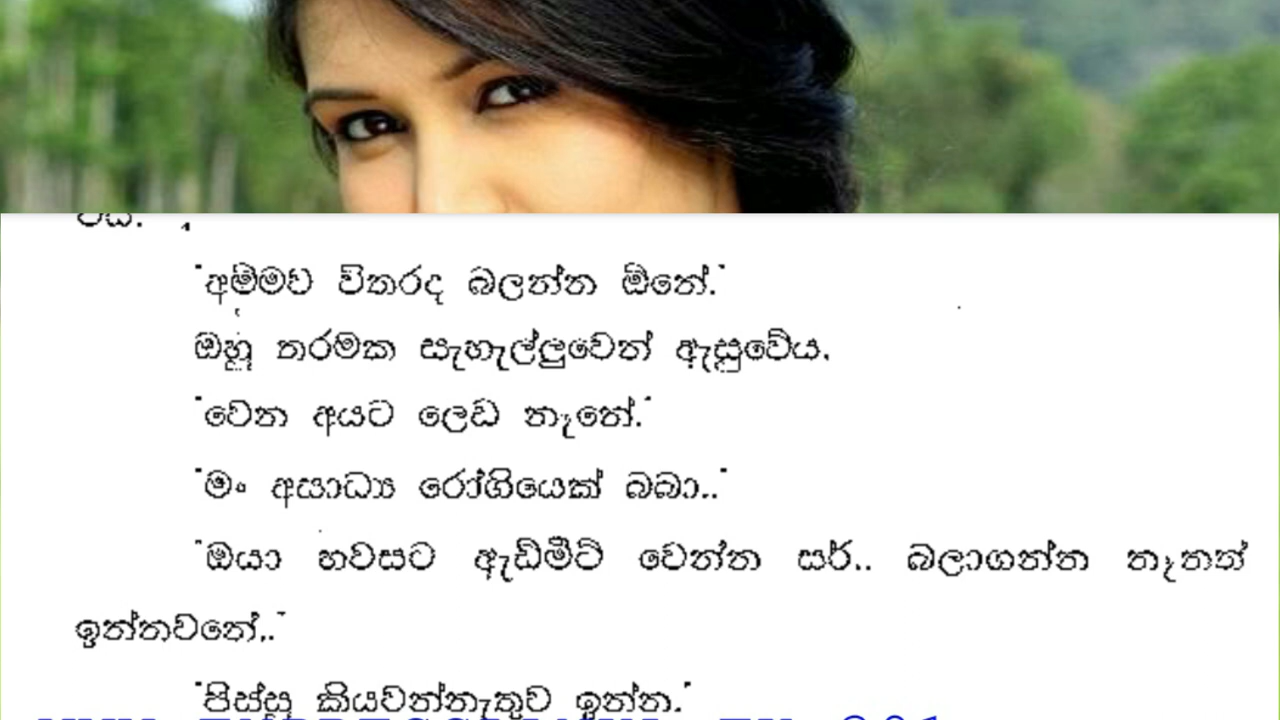 "අම්මව විතරද බලන්න ඕනේ."
ඔහු තරමක සැහැල්ලුවෙන් ඇසුවේය.
"වෙන අයට ලෙඩ නෑනේ."
"මං අසාධ්‍ය රෝගියෙක් බබා.."
"ඔයා හවසට ඇඩ්මිට් වෙන්න සර්.. බලාගන්න නෑනත්
ඉන්නවනේ.."
"පිස්සු කියවන්නැතුව ඉන්න."